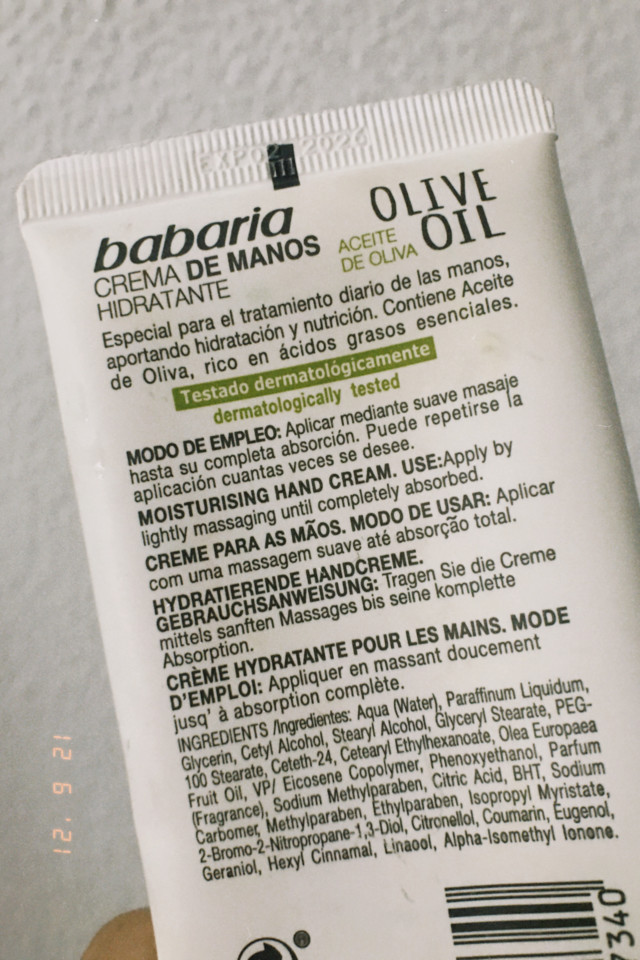 EXP02 2026
babaria
CREMA DE MANOS
HIDRATANTE
OLIVE
OIL
ACEITE
DE OLIVA
Especial para el tratamiento diario de las manos,
aportando hidratación y nutrición. Contiene Aceite
de Oliva, rico en ácidos grasos esenciales.
Testado dermatológicamente
dermatologically tested
MODO DE EMPLEO: Aplicar mediante suave masaje
hasta su completa absorción. Puede repetirse la
aplicación cuantas veces se desee.
MOISTURISING HAND CREAM. USE:Apply by
lightly massaging until completely absorbed.
CREME PARA AS MÃOS. MODO DE USAR: Aplicar
com uma massagem suave até absorção total.
HYDRATIERENDE HANDCREME.
GEBRAUCHSANWEISUNG: Tragen Sie die Creme
mittels sanften Massages bis seine komplette
Absorption.
CRÈME HYDRATANTE POUR LES MAINS. MODE
D'EMPLOI: Appliquer en massant doucement
jusq' à absorption complète.
INGREDIENTS /Ingredientes: Aqua (Water), Paraffinum Liquidum,
Glycerin, Cetyl Alcohol, Stearyl Alcohol, Glyceryl Stearate, PEG-
100 Stearate, Ceteth-24, Cetearyl Ethylhexanoate, Olea Europaea
Fruit Oil, VP/ Eicosene Copolymer, Phenoxyethanol, Parfum
(Fragrance), Sodium Methylparaben, Citric Acid, BHT, Sodium
Carbomer, Methylparaben, Ethylparaben, Isopropyl Myristate,
2-Bromo-2-Nitropropane-1,3-Diol, Citronellol, Coumarin, Eugenol,
Geraniol, Hexyl Cinnamal, Linaool, Alpha-Isomethyl Ionone.
®
7340
12. 9 21